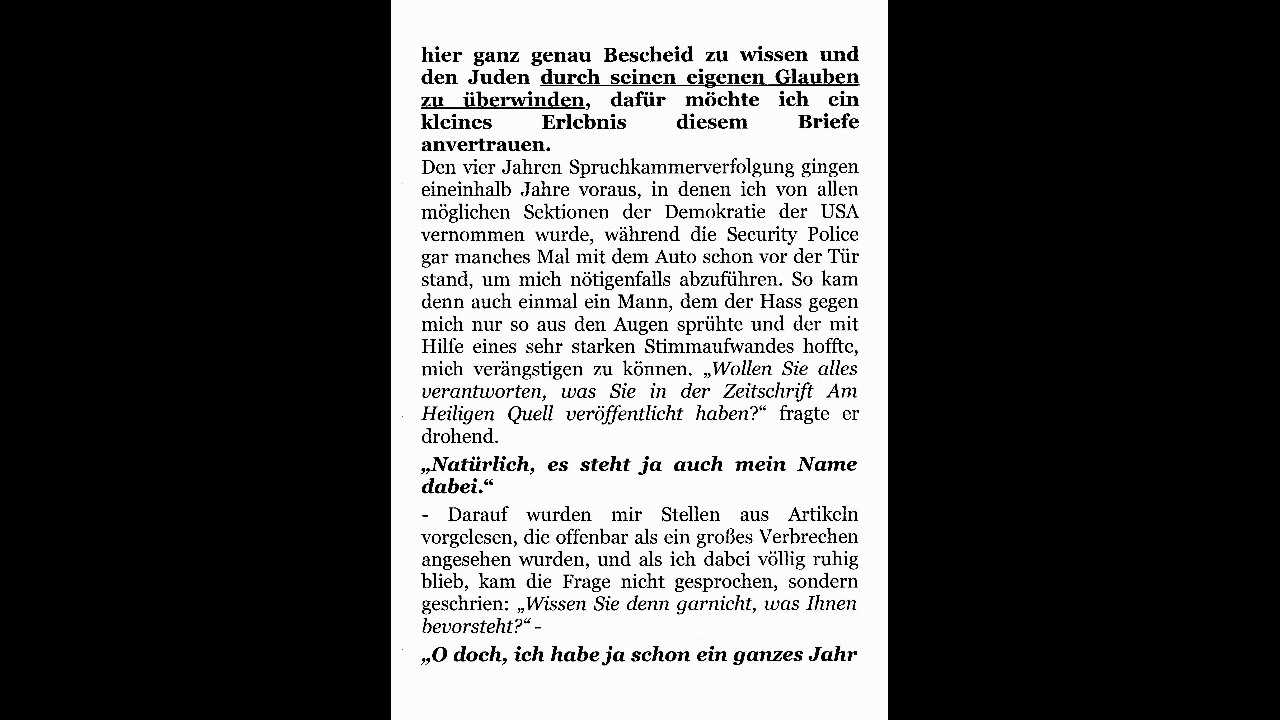 hier ganz genau Bescheid zu wissen und
den Juden durch seinen eigenen Glauben
zu überwinden, dafür möchte ich ein
kleines Erlebnis diesem Briefe
anvertrauen.
Den vier Jahren Spruchkammerverfolgung gingen
eineinhalb Jahre voraus, in denen ich von allen
möglichen Sektionen der Demokratie der USA
vernommen wurde, während die Security Police
gar manches Mal mit dem Auto schon vor der Tür
stand, um mich nötigenfalls abzuführen. So kam
denn auch einmal ein Mann, dem der Hass gegen
mich nur so aus den Augen sprühte und der mit
Hilfe eines sehr starken Stimmaufwandes hoffte,
mich verängstigen zu können. „Wollen Sie alles
verantworten, was Sie in der Zeitschrift Am
Heiligen Quell veröffentlicht haben?“ fragte er
drohend.
„Natürlich, es steht ja auch mein Name
dabei.“
- Darauf wurden mir Stellen aus Artikeln
vorgelesen, die offenbar als ein großes Verbrechen
angesehen wurden, und als ich dabei völlig ruhig
blieb, kam die Frage nicht gesprochen, sondern
geschrien: „Wissen Sie denn garnicht, was Ihnen
bevorsteht?“ -
„O doch, ich habe ja schon ein ganzes Jahr